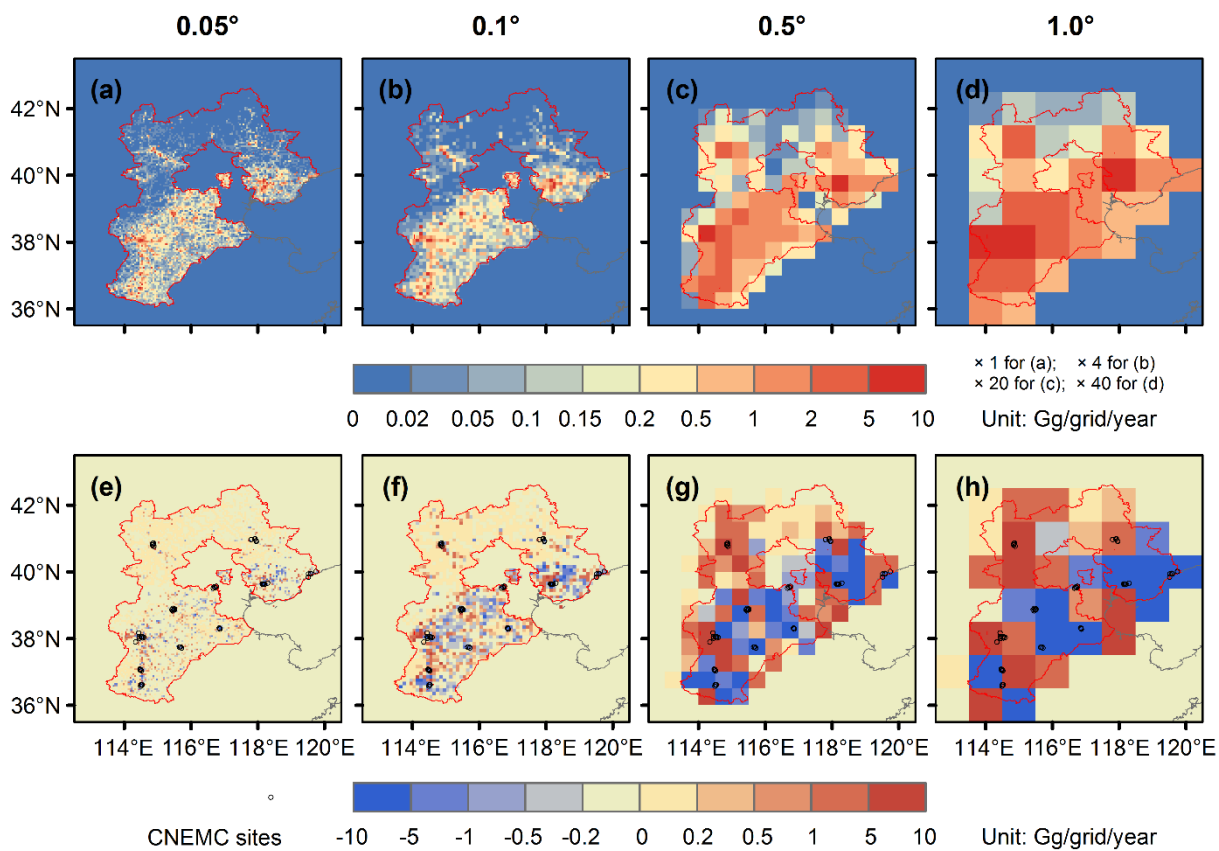 0.05° 0.1° 0.5° 1.0°
(a) (b) (c) (d)
42°N
40°N
38°N
36°N
× 1 for (a); × 4 for (b)
× 20 for (c); × 40 for (d)
0 0.02 0.05 0.1 0.15 0.2 0.5 1 2 5 10 Unit: Gg/grid/year
(e) (f) (g) (h)
42°N
40°N
38°N
36°N
114°E 116°E 118°E 120°E 114°E 116°E 118°E 120°E 114°E 116°E 118°E 120°E 114°E 116°E 118°E 120°E
CNEMC sites -10 -5 -1 -0.5 -0.2 0 0.2 0.5 1 5 10 Unit: Gg/grid/year